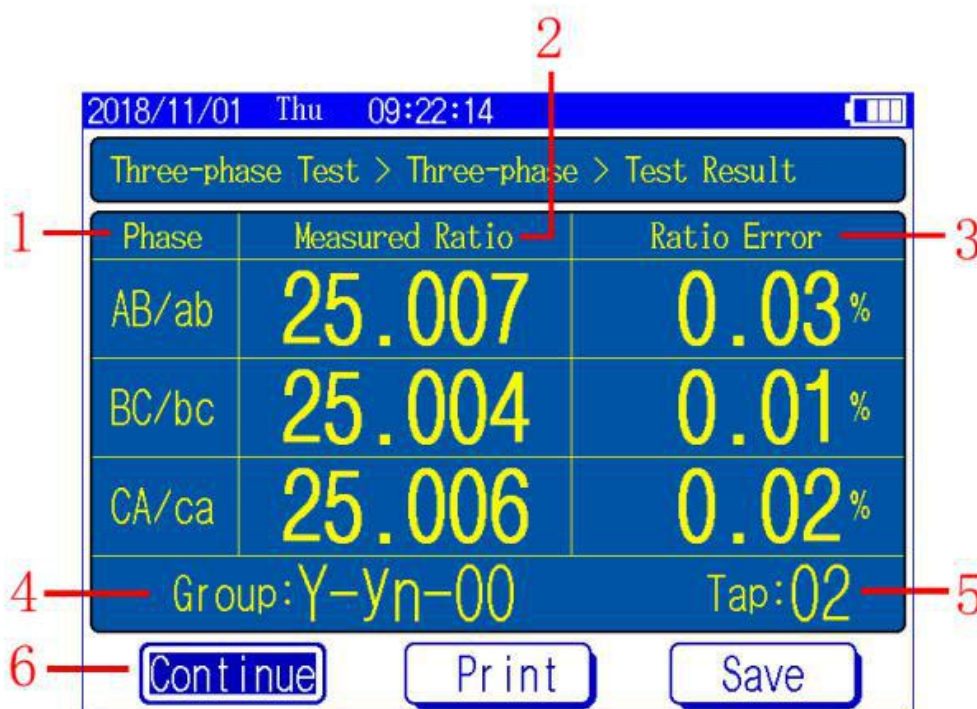 2
2018/11/01 Thu 09:22:14
Three-phase Test > Three-phase > Test Result
1 Phase Measured Ratio Ratio Error 3
AB/ab 25.007 0.03%
BC/bc 25.004 0.01%
CA/ca 25.006 0.02%
4 Group:Y-yn-00 Tap:02 5
6 Continue Print Save